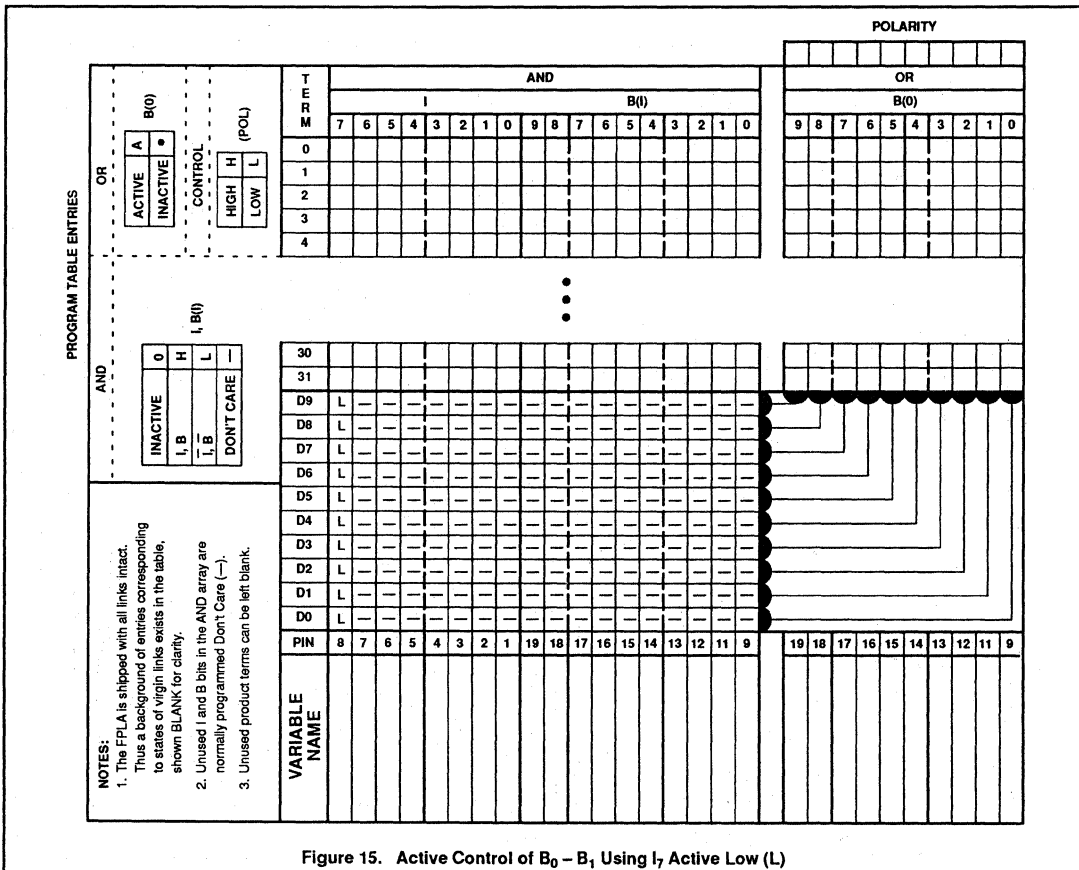 POLARITY
PROGRAM TABLE ENTRIES
AND
OR
INACTIVE 0
I, B H
I, B L
DON'T CARE —
I, B(I)
ACTIVE A
INACTIVE •
B(0)
CONTROL
HIGH H
LOW L
(POL)
NOTES:
1. The FPLA is shipped with all links intact.
Thus a background of entries corresponding
to states of virgin links exists in the table,
shown BLANK for clarity.
2. Unused I and B bits in the AND array are
normally programmed Don't Care (—).
3. Unused product terms can be left blank.
TERM
AND
OR
I B(I)
B(0)
7 6 5 4 3 2 1 0 9 8 7 6 5 4 3 2 1 0
9 8 7 6 5 4 3 2 1 0
0
1
2
3
4
30
31
D9 L — — — — — — — — — — — — — — — — —
D8 L — — — — — — — — — — — — — — — — —
D7 L — — — — — — — — — — — — — — — — —
D6 L — — — — — — — — — — — — — — — — —
D5 L — — — — — — — — — — — — — — — — —
D4 L — — — — — — — — — — — — — — — — —
D3 L — — — — — — — — — — — — — — — — —
D2 L — — — — — — — — — — — — — — — — —
D1 L — — — — — — — — — — — — — — — — —
D0 L — — — — — — — — — — — — — — — — —
PIN 8 7 6 5 4 3 2 1 19 18 17 16 15 14 13 12 11 9
19 18 17 16 15 14 13 12 11 9
VARIABLE
NAME
Figure 15. Active Control of B₀ – B₁ Using I₇ Active Low (L)